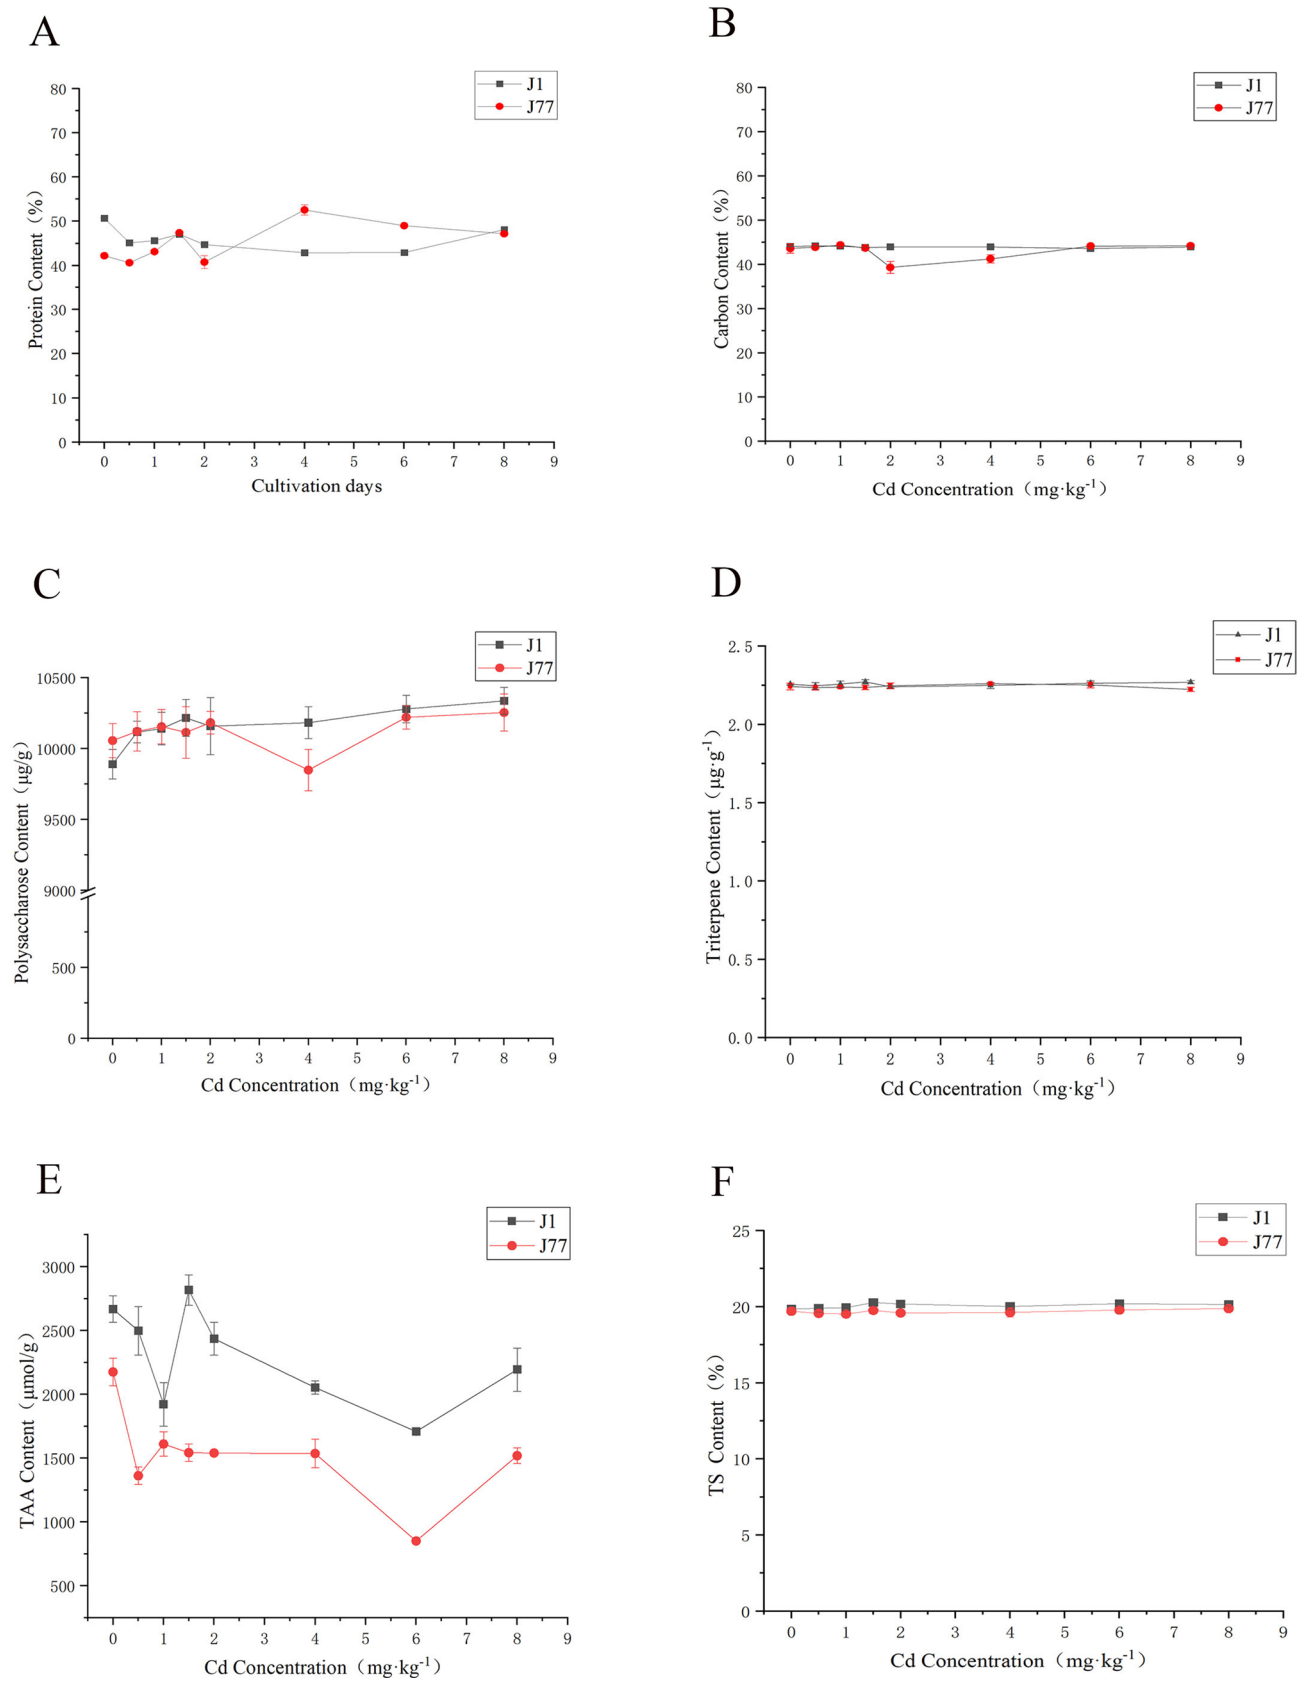 A
J1
J77
80
70
60
50
40
30
20
10
0
Protein Content (%)
0 1 2 3 4 5 6 7 8 9
Cultivation days
B
J1
J77
80
70
60
50
40
30
20
10
0
Carbon Content (%)
0 1 2 3 4 5 6 7 8 9
Cd Concentration (mg·kg⁻¹)
C
J1
J77
10500
10000
9500
9000
500
0
Polysaccharose Content (μg/g)
0 1 2 3 4 5 6 7 8 9
Cd Concentration (mg·kg⁻¹)
D
J1
J77
2.5
2.0
1.5
1.0
0.5
0.0
Triterpene Content (μg·g⁻¹)
0 1 2 3 4 5 6 7 8 9
Cd Concentration (mg·kg⁻¹)
E
J1
J77
3000
2500
2000
1500
1000
500
TAA Content (μmol/g)
0 1 2 3 4 5 6 7 8 9
Cd Concentration (mg·kg⁻¹)
F
J1
J77
25
20
15
10
5
0
TS Content (%)
0 1 2 3 4 5 6 7 8 9
Cd Concentration (mg·kg⁻¹)